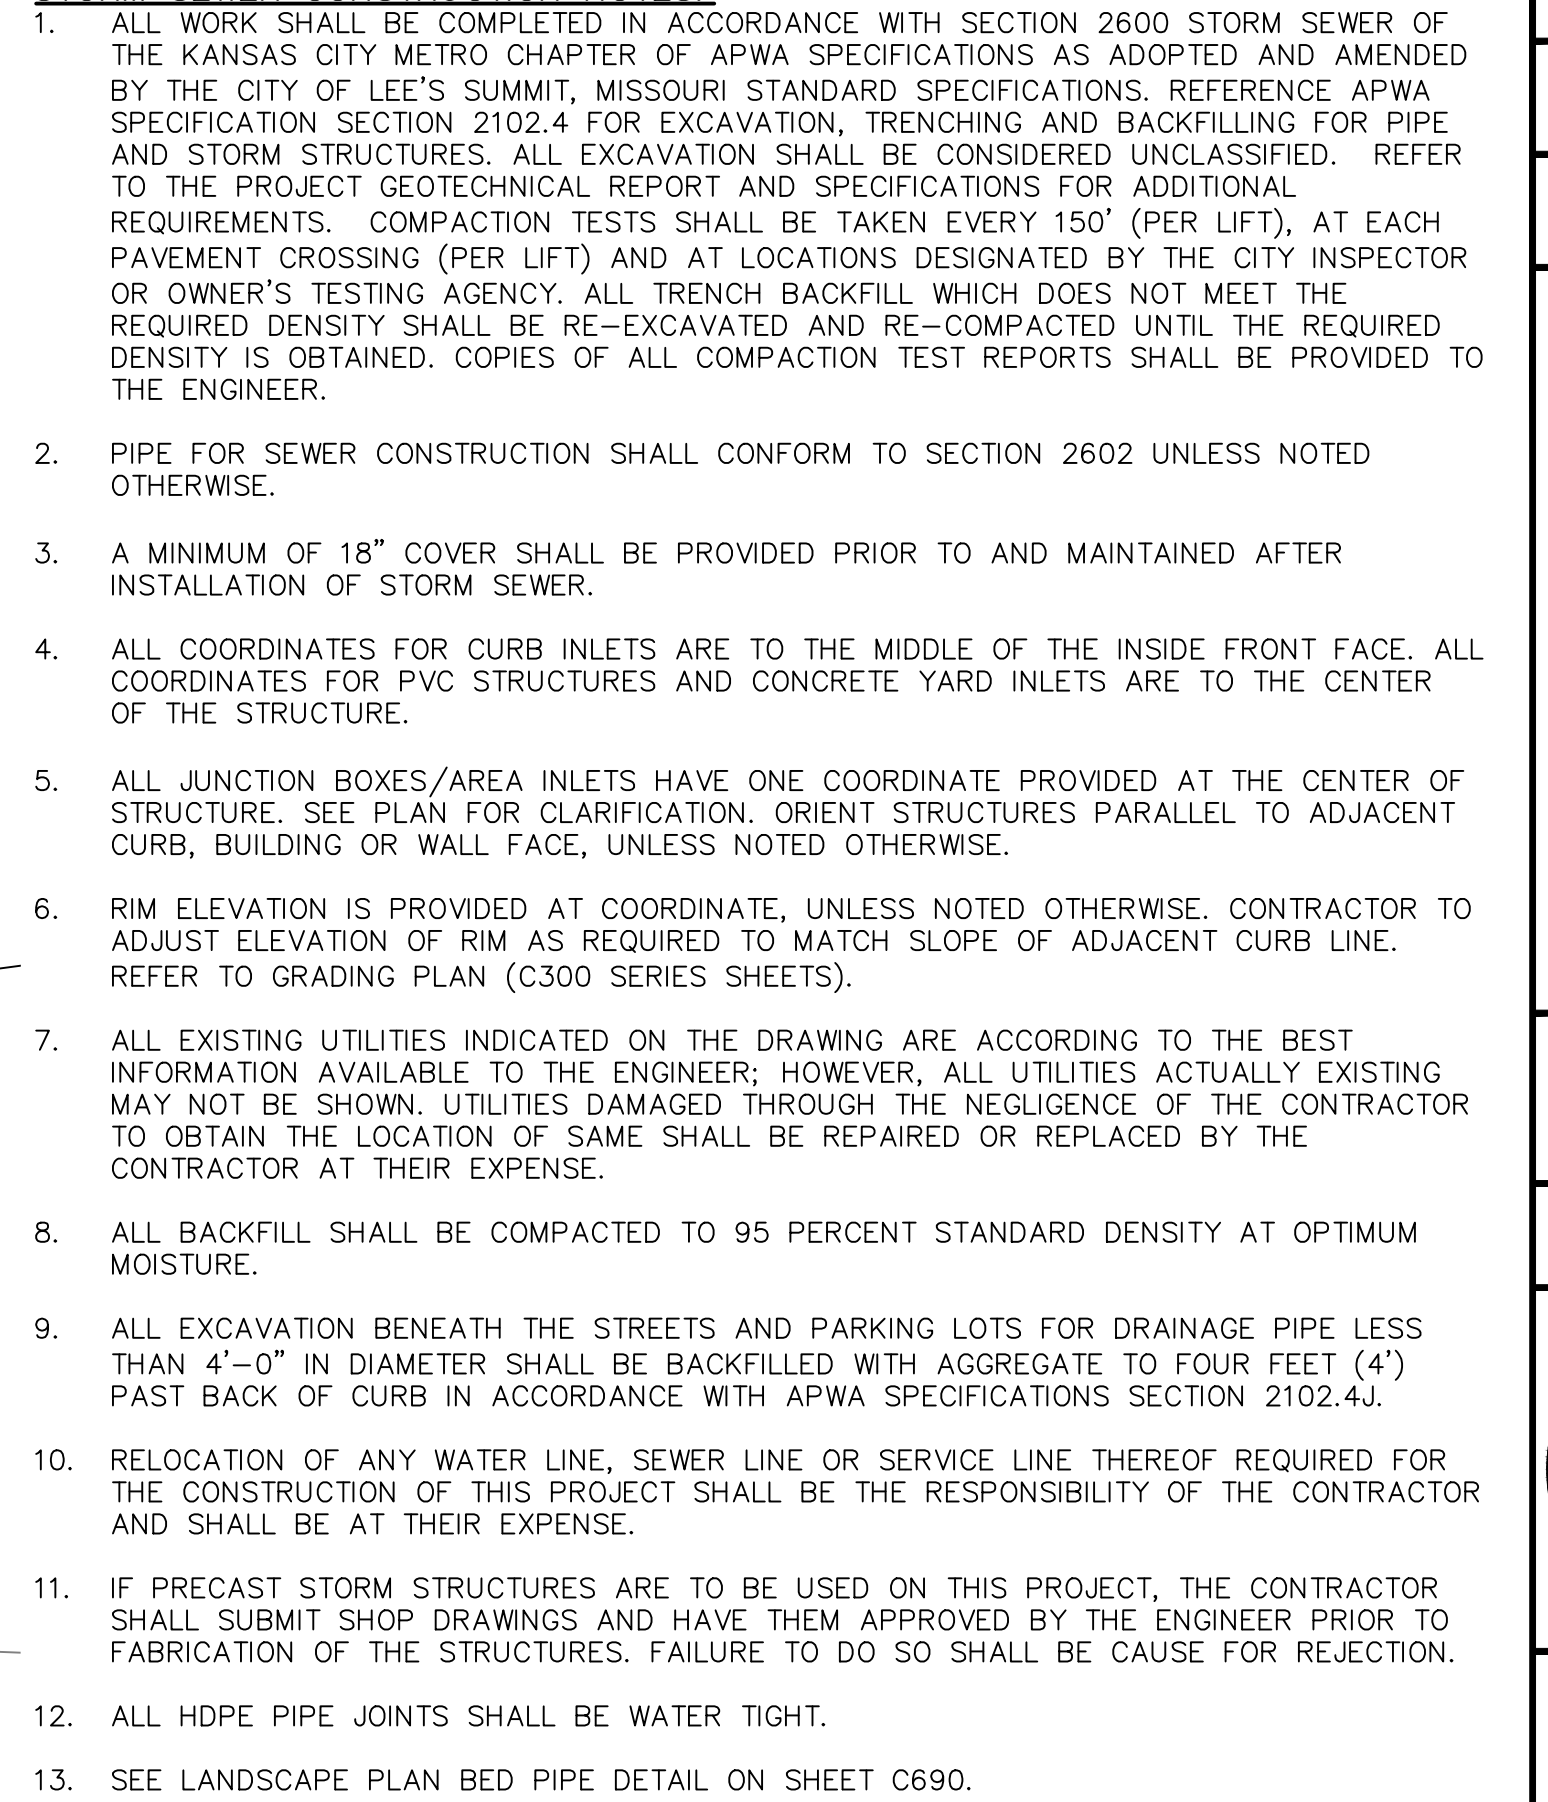 1. ALL WORK SHALL BE COMPLETED IN ACCORDANCE WITH SECTION 2600 STORM SEWER OF
THE KANSAS CITY METRO CHAPTER OF APWA SPECIFICATIONS AS ADOPTED AND AMENDED
BY THE CITY OF LEE'S SUMMIT, MISSOURI STANDARD SPECIFICATIONS. REFERENCE APWA
SPECIFICATION SECTION 2102.4 FOR EXCAVATION, TRENCHING AND BACKFILLING FOR PIPE
AND STORM STRUCTURES. ALL EXCAVATION SHALL BE CONSIDERED UNCLASSIFIED. REFER
TO THE PROJECT GEOTECHNICAL REPORT AND SPECIFICATIONS FOR ADDITIONAL
REQUIREMENTS. COMPACTION TESTS SHALL BE TAKEN EVERY 150' (PER LIFT), AT EACH
PAVEMENT CROSSING (PER LIFT) AND AT LOCATIONS DESIGNATED BY THE CITY INSPECTOR
OR OWNER'S TESTING AGENCY. ALL TRENCH BACKFILL WHICH DOES NOT MEET THE
REQUIRED DENSITY SHALL BE RE-EXCAVATED AND RE-COMPACTED UNTIL THE REQUIRED
DENSITY IS OBTAINED. COPIES OF ALL COMPACTION TEST REPORTS SHALL BE PROVIDED TO
THE ENGINEER.
2. PIPE FOR SEWER CONSTRUCTION SHALL CONFORM TO SECTION 2602 UNLESS NOTED
OTHERWISE.
3. A MINIMUM OF 18" COVER SHALL BE PROVIDED PRIOR TO AND MAINTAINED AFTER
INSTALLATION OF STORM SEWER.
4. ALL COORDINATES FOR CURB INLETS ARE TO THE MIDDLE OF THE INSIDE FRONT FACE. ALL
COORDINATES FOR PVC STRUCTURES AND CONCRETE YARD INLETS ARE TO THE CENTER
OF THE STRUCTURE.
5. ALL JUNCTION BOXES/AREA INLETS HAVE ONE COORDINATE PROVIDED AT THE CENTER OF
STRUCTURE. SEE PLAN FOR CLARIFICATION. ORIENT STRUCTURES PARALLEL TO ADJACENT
CURB, BUILDING OR WALL FACE, UNLESS NOTED OTHERWISE.
6. RIM ELEVATION IS PROVIDED AT COORDINATE, UNLESS NOTED OTHERWISE. CONTRACTOR TO
ADJUST ELEVATION OF RIM AS REQUIRED TO MATCH SLOPE OF ADJACENT CURB LINE.
REFER TO GRADING PLAN (C300 SERIES SHEETS).
7. ALL EXISTING UTILITIES INDICATED ON THE DRAWING ARE ACCORDING TO THE BEST
INFORMATION AVAILABLE TO THE ENGINEER; HOWEVER, ALL UTILITIES ACTUALLY EXISTING
MAY NOT BE SHOWN. UTILITIES DAMAGED THROUGH THE NEGLIGENCE OF THE CONTRACTOR
TO OBTAIN THE LOCATION OF SAME SHALL BE REPAIRED OR REPLACED BY THE
CONTRACTOR AT THEIR EXPENSE.
8. ALL BACKFILL SHALL BE COMPACTED TO 95 PERCENT STANDARD DENSITY AT OPTIMUM
MOISTURE.
9. ALL EXCAVATION BENEATH THE STREETS AND PARKING LOTS FOR DRAINAGE PIPE LESS
THAN 4'-0" IN DIAMETER SHALL BE BACKFILLED WITH AGGREGATE TO FOUR FEET (4')
PAST BACK OF CURB IN ACCORDANCE WITH APWA SPECIFICATIONS SECTION 2102.4J.
10. RELOCATION OF ANY WATER LINE, SEWER LINE OR SERVICE LINE THEREOF REQUIRED FOR
THE CONSTRUCTION OF THIS PROJECT SHALL BE THE RESPONSIBILITY OF THE CONTRACTOR
AND SHALL BE AT THEIR EXPENSE.
11. IF PRECAST STORM STRUCTURES ARE TO BE USED ON THIS PROJECT, THE CONTRACTOR
SHALL SUBMIT SHOP DRAWINGS AND HAVE THEM APPROVED BY THE ENGINEER PRIOR TO
FABRICATION OF THE STRUCTURES. FAILURE TO DO SO SHALL BE CAUSE FOR REJECTION.
12. ALL HDPE PIPE JOINTS SHALL BE WATER TIGHT.
13. SEE LANDSCAPE PLAN BED PIPE DETAIL ON SHEET C690.